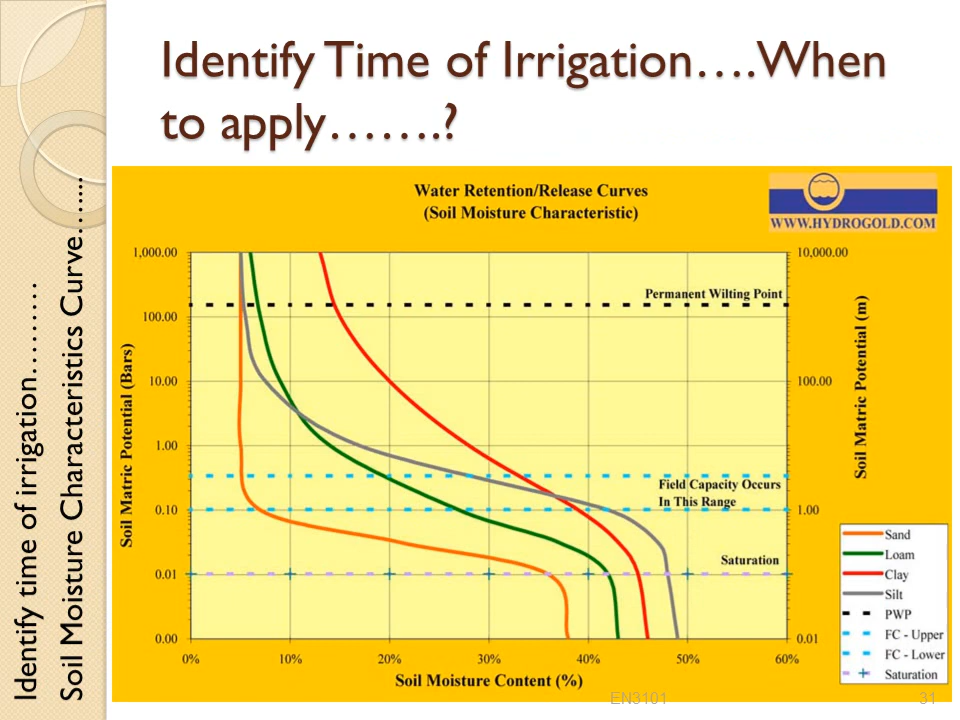 Identify Time of Irrigation….When
to apply…….?
Identify time of irrigation………
Soil Moisture Characteristics Curve…....
Water Retention/Release Curves
(Soil Moisture Characteristic)
WWW.HYDROGOLD.COM
Soil Matric Potential (Bars)
1,000.00
100.00
10.00
1.00
0.10
0.01
0.00
Permanent Wilting Point
Field Capacity Occurs
In This Range
Saturation
10,000.00
100.00
1.00
0.01
Soil Matric Potential (m)
0%
10%
20%
30%
40%
50%
60%
Soil Moisture Content (%)
Sand
Loam
Clay
Silt
PWP
FC - Upper
FC - Lower
Saturation
EN3101
31